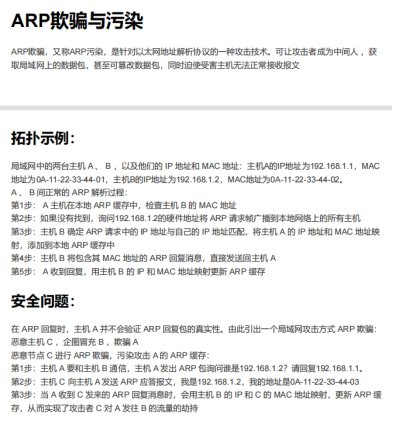 ARP欺骗与污染
ARP欺骗，又称ARP污染，是针对以太网地址解析协议的一种攻击技术。可让攻击者成为中间人 ，获
取局域网上的数据包，甚至可篡改数据包，同时迫使受害主机无法正常接收报文
拓扑示例：
局域网中的两台主机 A 、 B ，以及他们的 IP 地址和 MAC 地址：主机A的IP地址为192.168.1.1，MAC
地址为0A-11-22-33-44-01，主机B的IP地址为192.168.1.2，MAC地址为0A-11-22-33-44-02。
A 、 B 间正常的 ARP 解析过程：
第1步： A 主机在本地 ARP 缓存中，检查主机 B 的 MAC 地址
第2步：如果没有找到，询问192.168.1.2的硬件地址将 ARP 请求帧广播到本地网络上的所有主机
第3步：主机 B 确定 ARP 请求中的 IP 地址与自己的 IP 地址匹配，将主机 A 的 IP 地址和 MAC 地址映
射，添加到本地 ARP 缓存中
第4步：主机 B 将包含其 MAC 地址的 ARP 回复消息，直接发送回主机 A
第5步： A 收到回复，用主机 B 的 IP 和 MAC 地址映射更新 ARP 缓存
安全问题：
在 ARP 回复时，主机 A 并不会验证 ARP 回复包的真实性。由此引出一个局域网攻击方式 ARP 欺骗：
恶意主机 C ，企图冒充 B ，欺骗 A
恶意节点 C 进行 ARP 欺骗，污染攻击 A 的 ARP 缓存：
第1步：主机 A 要和主机 B 通信，主机 A 发出 ARP 包询问谁是192.168.1.2？请回复192.168.1.1。
第2步：主机 C 向主机 A 发送 ARP 应答报文，我是192.168.1.2，我的地址是0A-11-22-33-44-03
第3步：当 A 收到 C 发来的 ARP 回复消息时，会用主机 B 的 IP 和 C 的 MAC 地址映射，更新 ARP 缓
存，从而实现了攻击者 C 对 A 发往 B 的流量的劫持